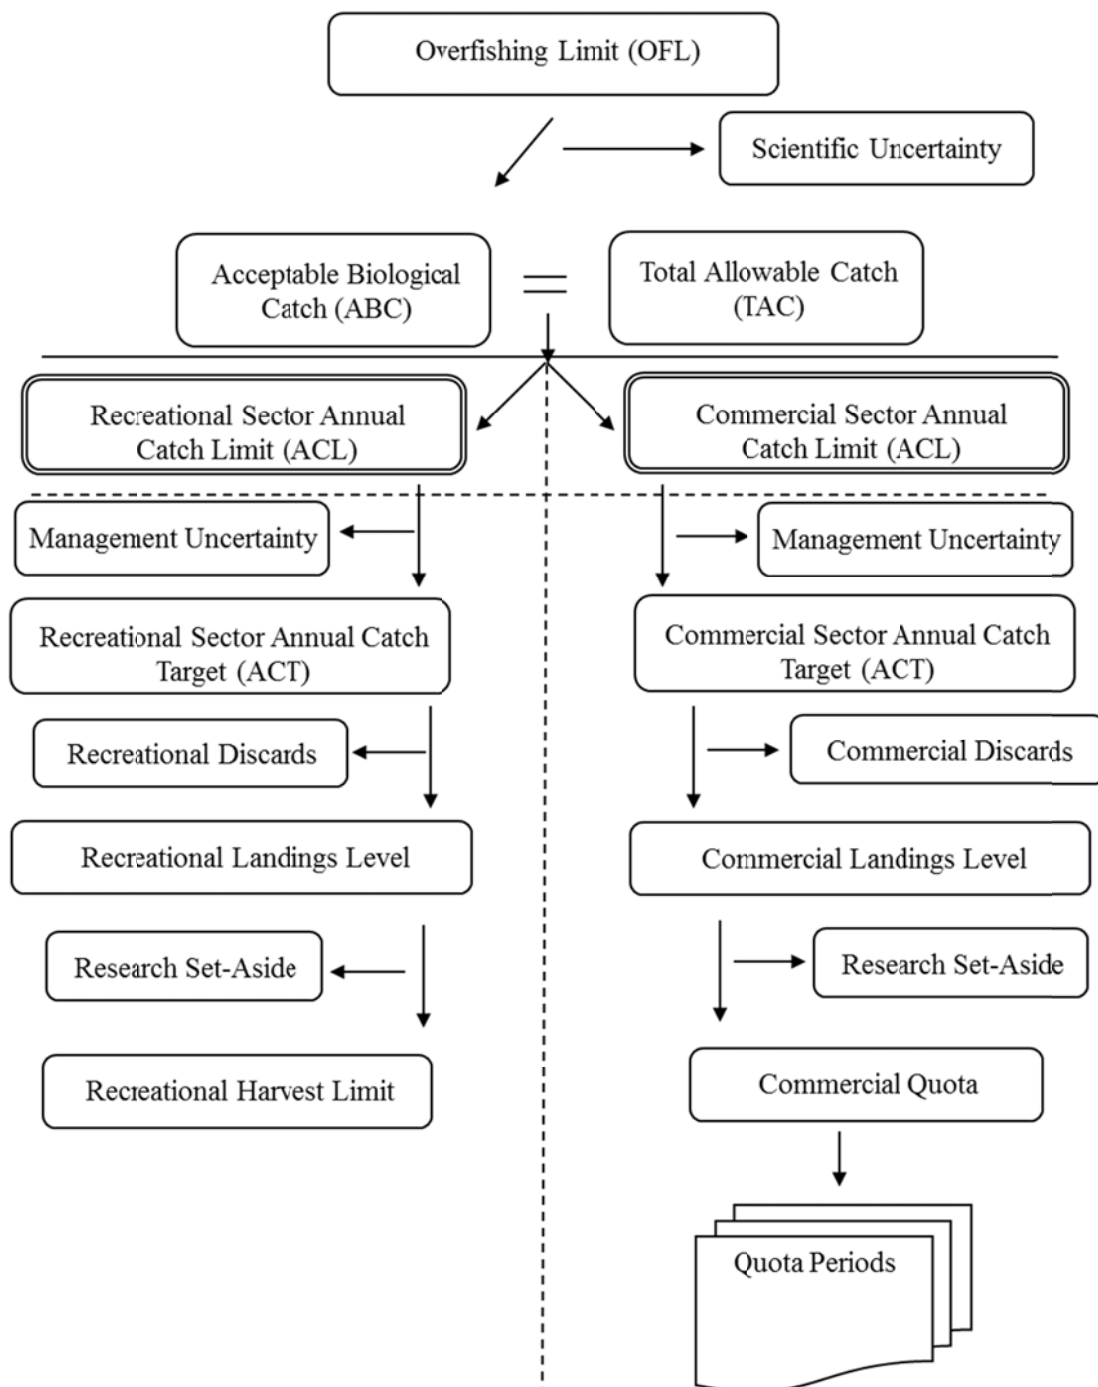 Overfishing Limit (OFL)
Scientific Uncertainty
Acceptable Biological
Catch (ABC)
Total Allowable Catch
(TAC)
Recreational Sector Annual
Catch Limit (ACL)
Commercial Sector Annual
Catch Limit (ACL)
Management Uncertainty
Management Uncertainty
Recreational Sector Annual Catch
Target (ACT)
Commercial Sector Annual Catch
Target (ACT)
Recreational Discards
Commercial Discards
Recreational Landings Level
Commercial Landings Level
Research Set-Aside
Research Set-Aside
Recreational Harvest Limit
Commercial Quota
Quota Periods